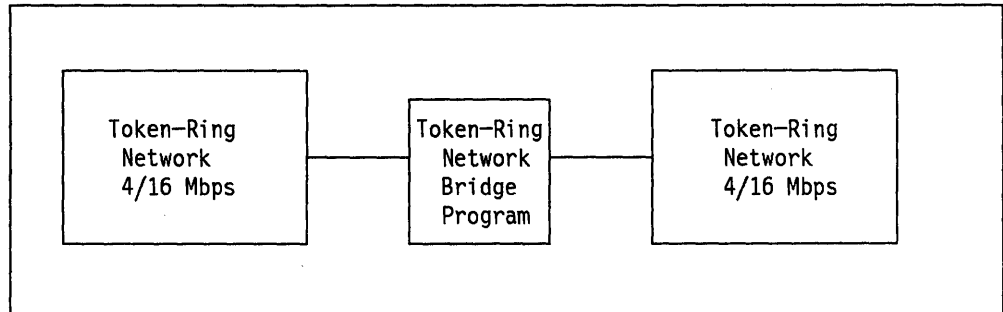 Token-Ring
Network
4/16 Mbps
Token-Ring
Network
Bridge
Program
Token-Ring
Network
4/16 Mbps